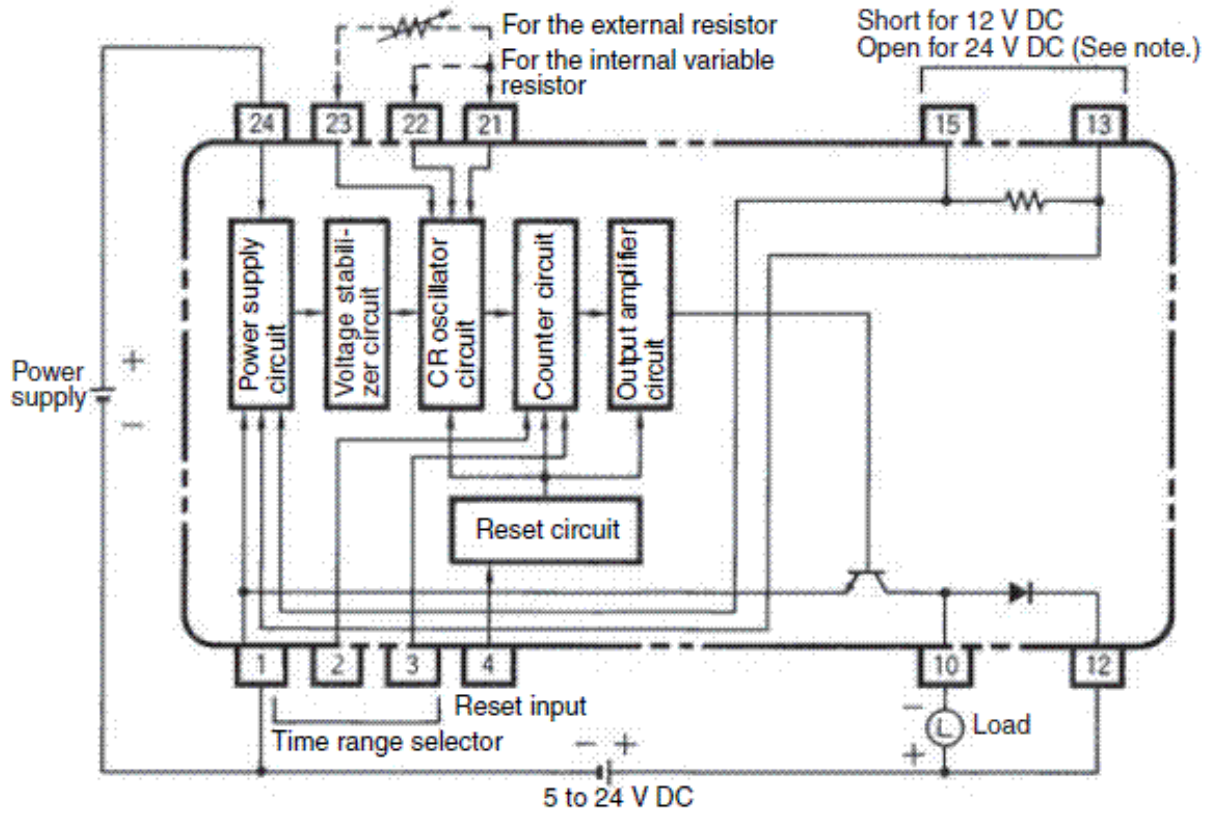 For the external resistor
For the internal variable
resistor
Short for 12 V DC
Open for 24 V DC (See note.)
24
23
22
21
15
13
Power supply
circuit
Voltage stabili-
zer circuit
CR oscillator
circuit
Counter circuit
Output amplifier
circuit
Power
supply
+
−
Reset circuit
1
2
3
4
10
12
Reset input
Time range selector
− +
5 to 24 V DC
−
L
Load
+